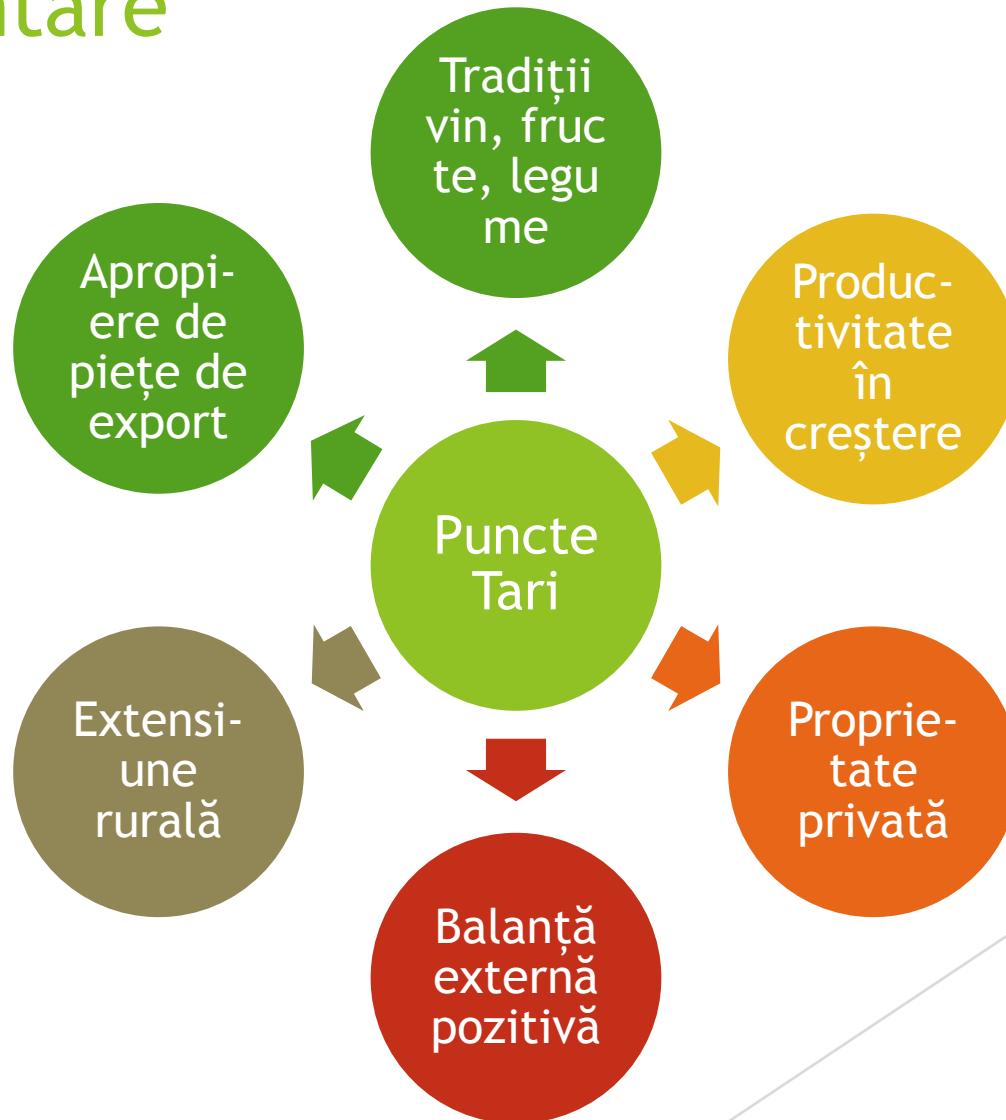 ntare
Tradiții
vin, fruc
te, legu
me
Produc-
tivitate
în
creștere
Proprie-
tate
privată
Balanță
externă
pozitivă
Extensi-
une
rurală
Apropi-
ere de
piețe de
export
Puncte
Tari